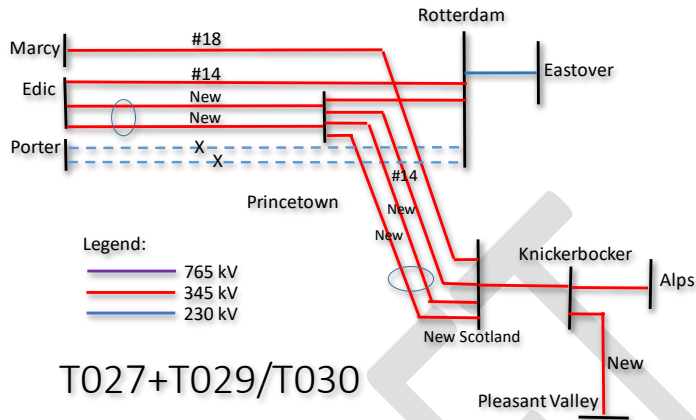 Rotterdam
Marcy
#18
Eastover
#14
Edic
New
New
Porter
X
X
#14
Princetown
New
New
Legend:
765 kV
345 kV
230 kV
Knickerbocker
Alps
New Scotland
New
T027+T029/T030
Pleasant Valley